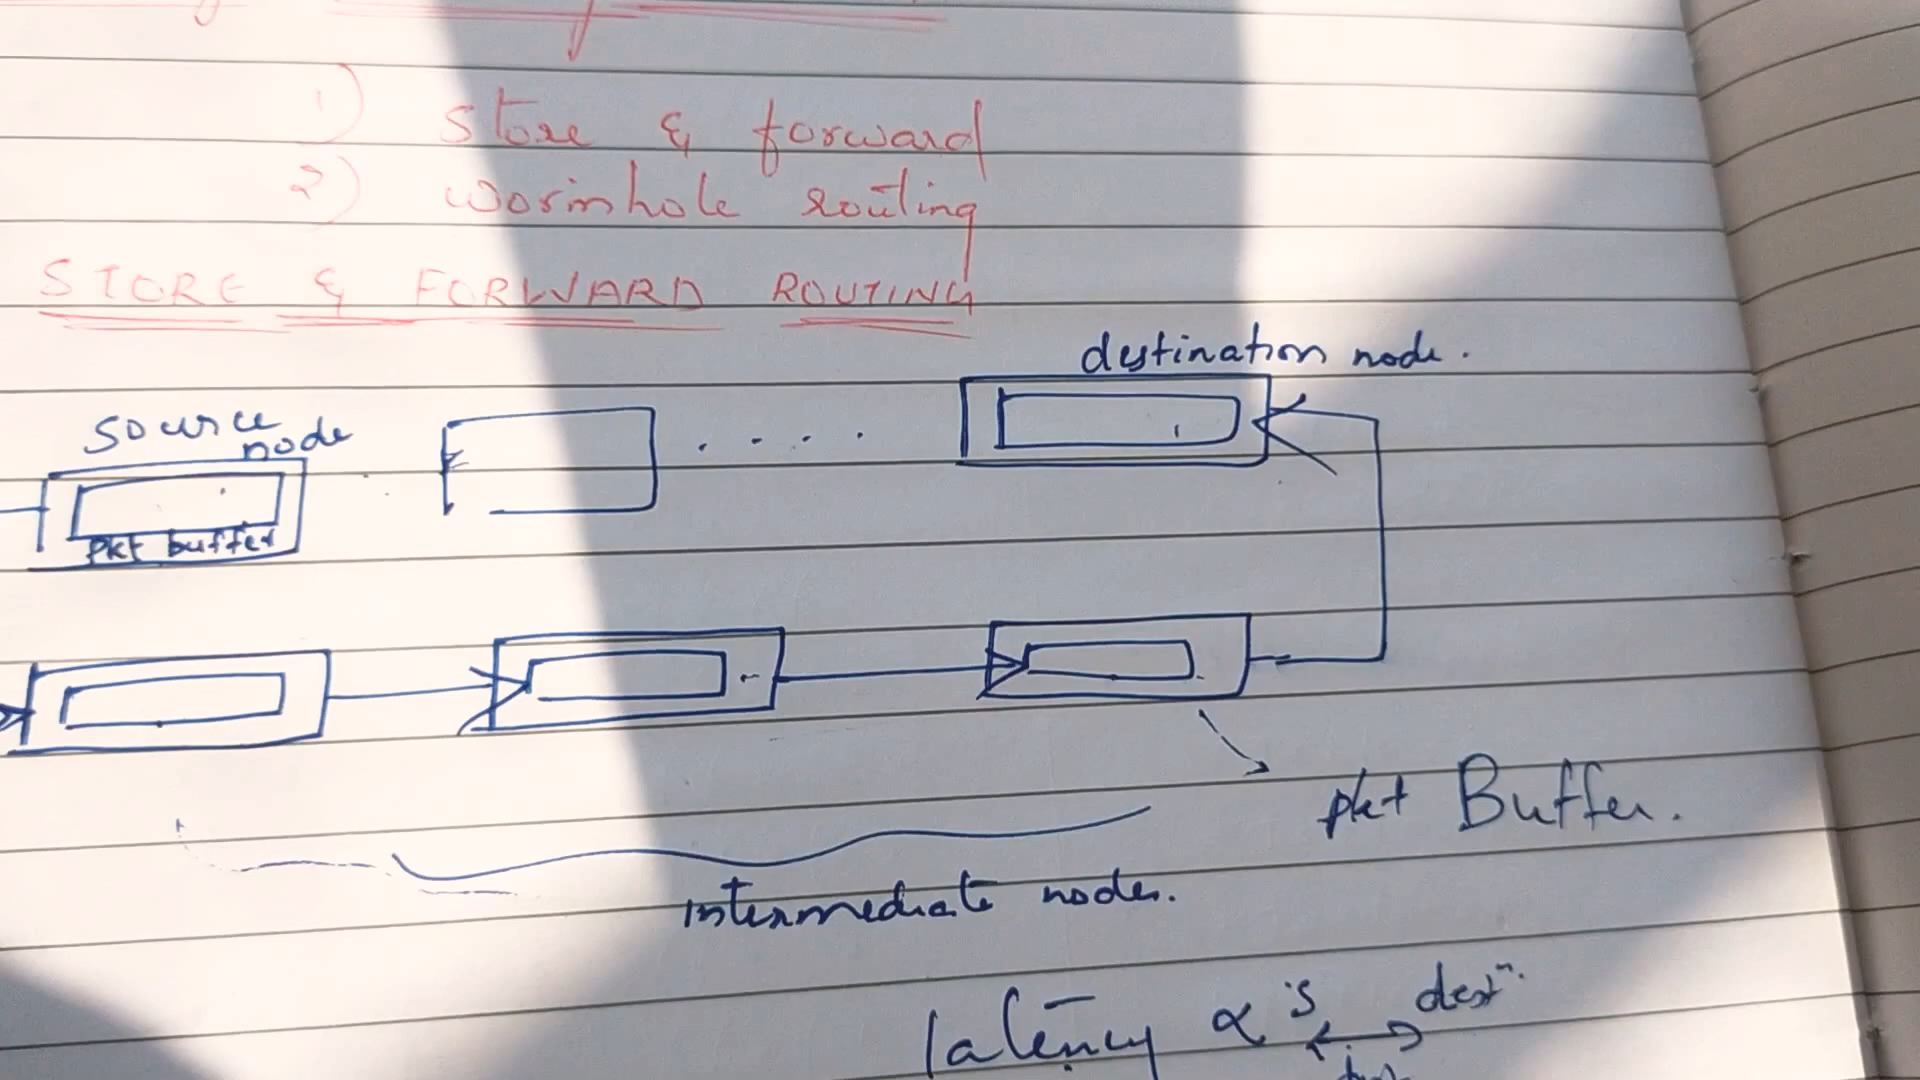 1) Store & forward
2) wormhole routing
STORE & FORWARD ROUTING
destination node.
source node
Pkt buffer
pkt Buffer.
intermediate nodes.
latency ∝ S ↔ destn.